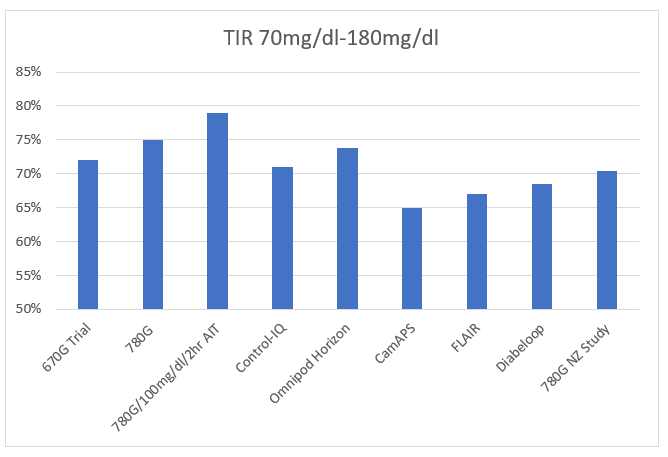 TIR 70mg/dl-180mg/dl
85%
80%
75%
70%
65%
60%
55%
50%
670G Trial
780G
780G/100mg/dl/2hr AIT
Control-IQ
Omnipod Horizon
CamAPS
FLAIR
Diabeloop
780G NZ Study